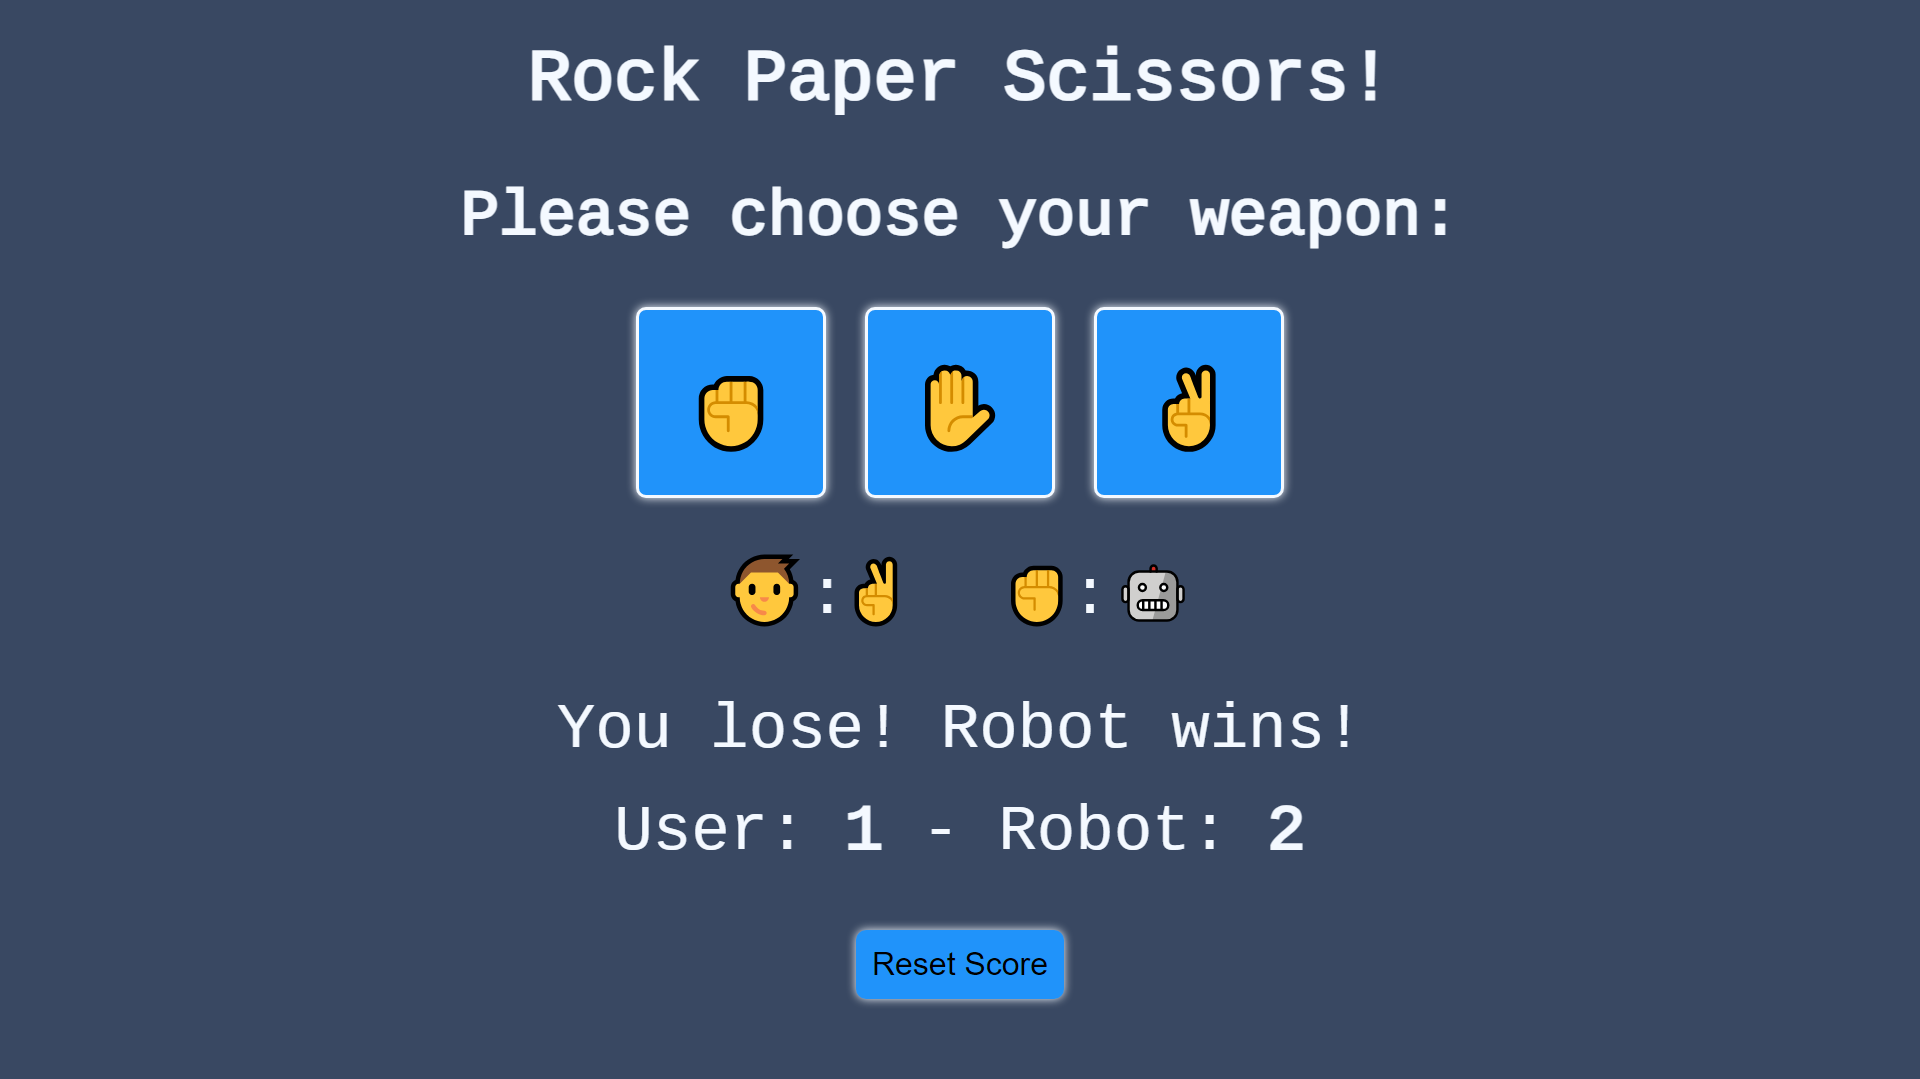 Rock Paper Scissors!
Please choose your weapon:
: :
You lose! Robot wins!
User: 1 - Robot: 2
Reset Score